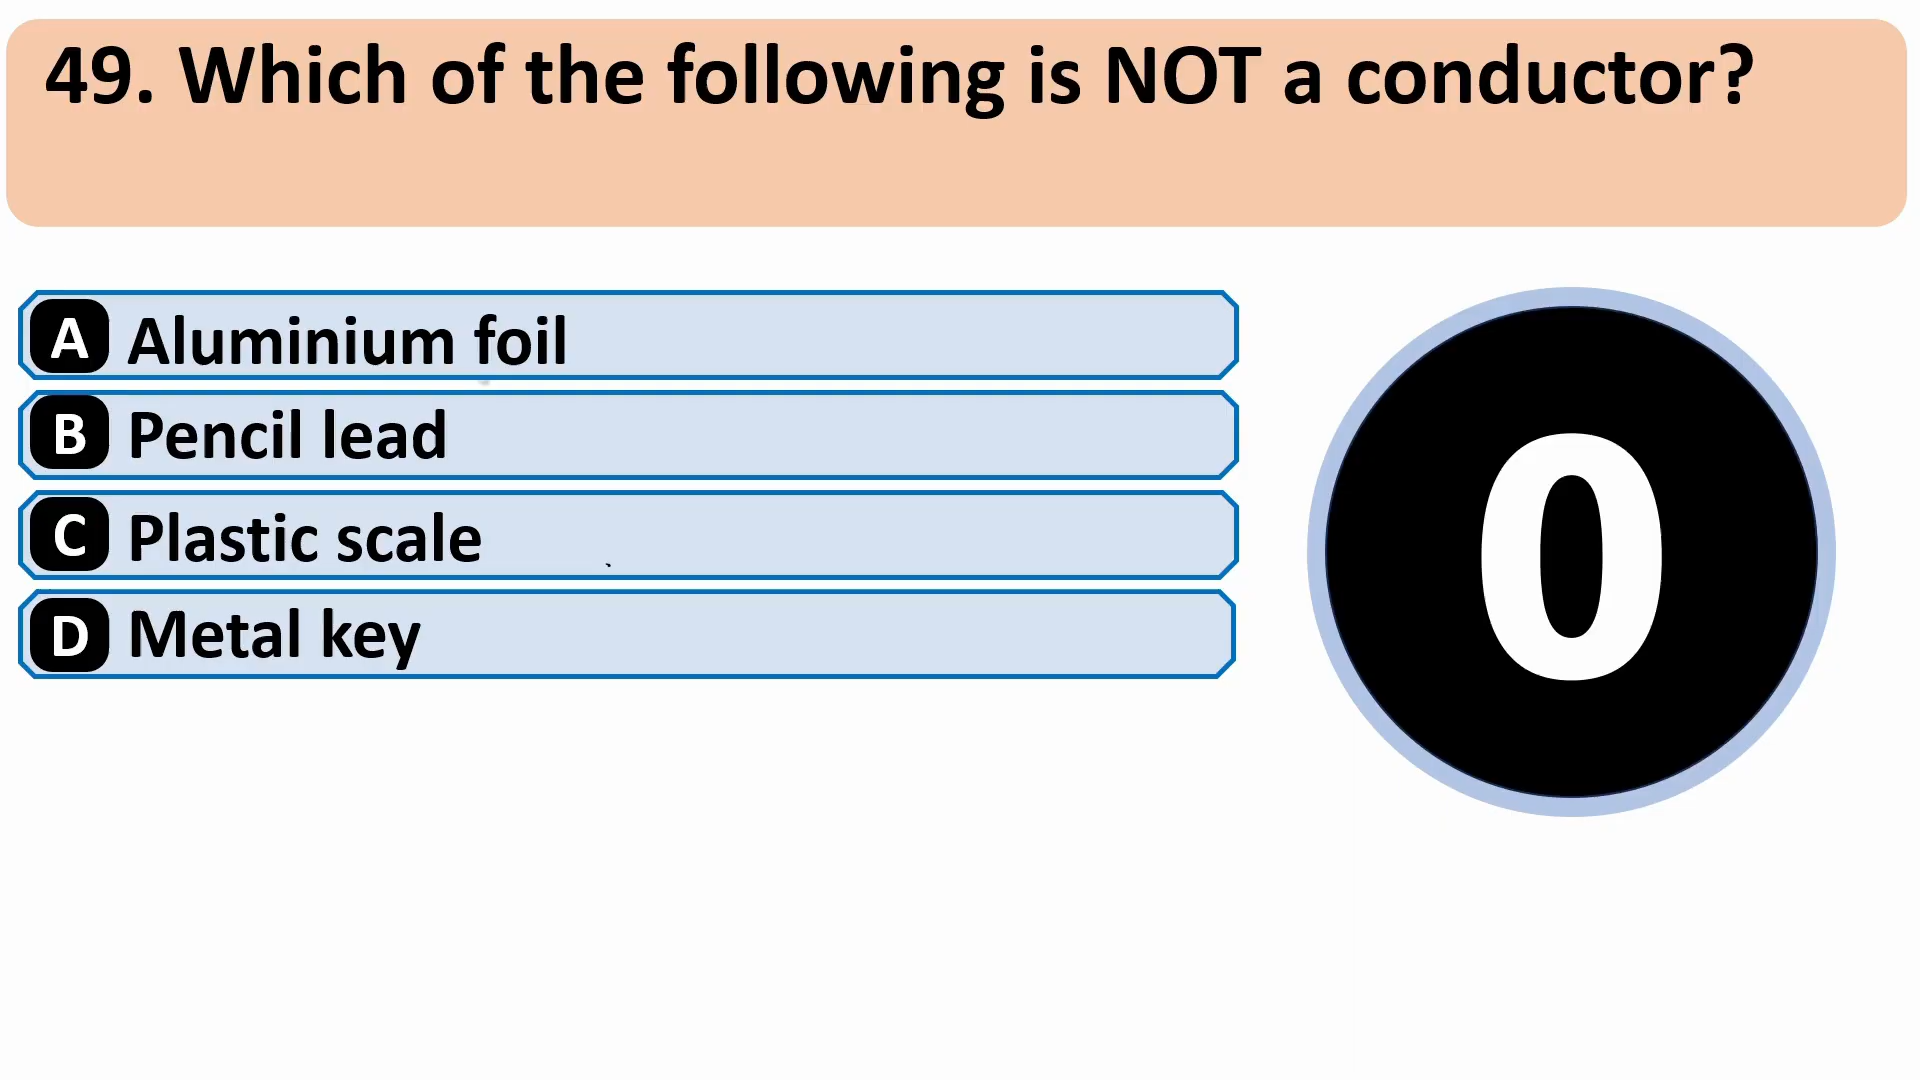 49. Which of the following is NOT a conductor?
A Aluminium foil
B Pencil lead
C Plastic scale
D Metal key
0